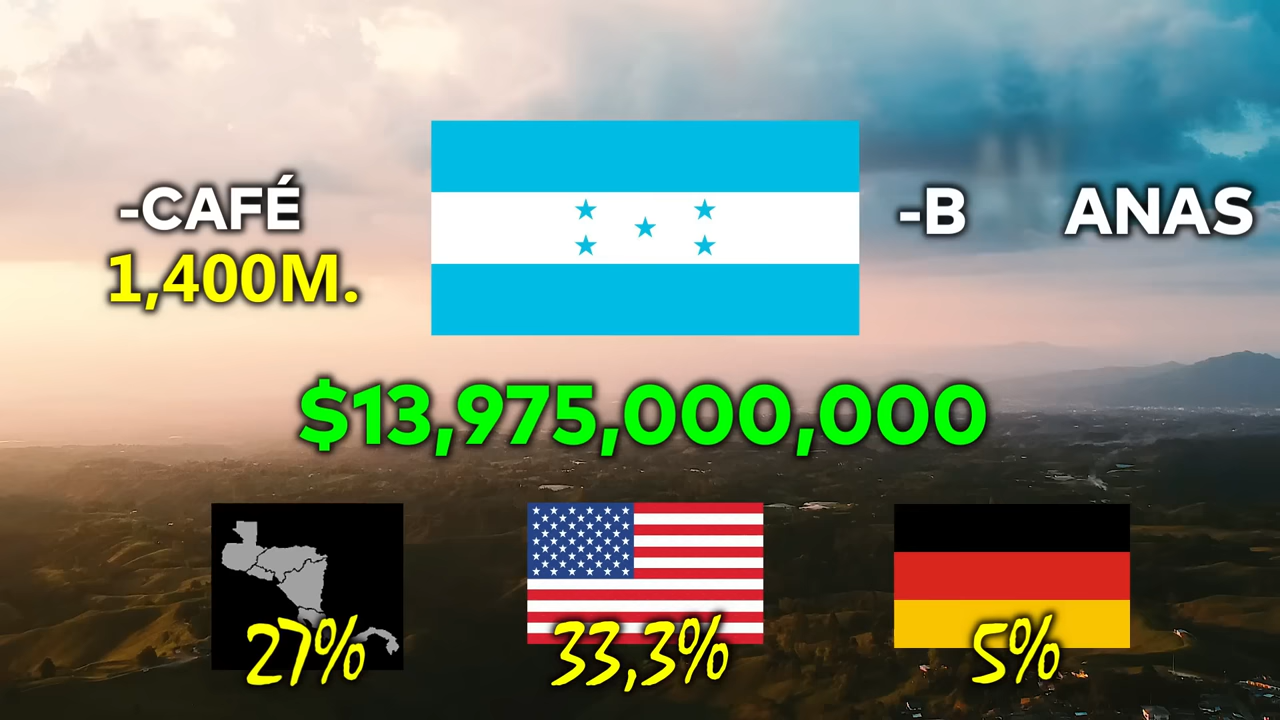 -CAFÉ
1,400M.
-B ANAS
$13,975,000,000
27%
33,3%
5%